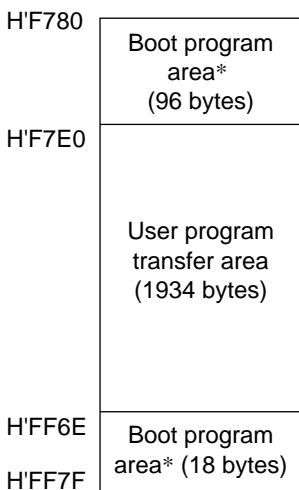 H'F780
Boot program
area*
(96 bytes)
H'F7E0
User program
transfer area
(1934 bytes)
H'FF6E
Boot program
area* (18 bytes)
H'FF7F